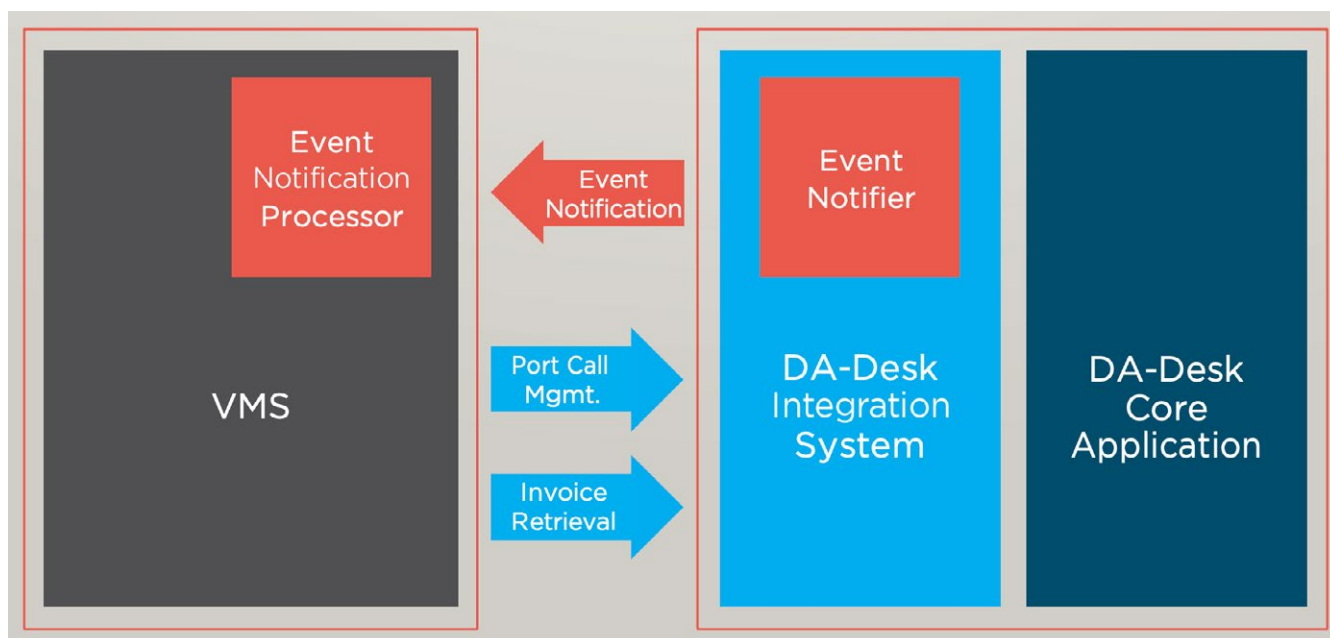 Event
Notification
Processor
VMS
Event
Notification
Port Call
Mgmt.
Invoice
Retrieval
Event
Notifier
DA-Desk
Integration
System
DA-Desk
Core
Application